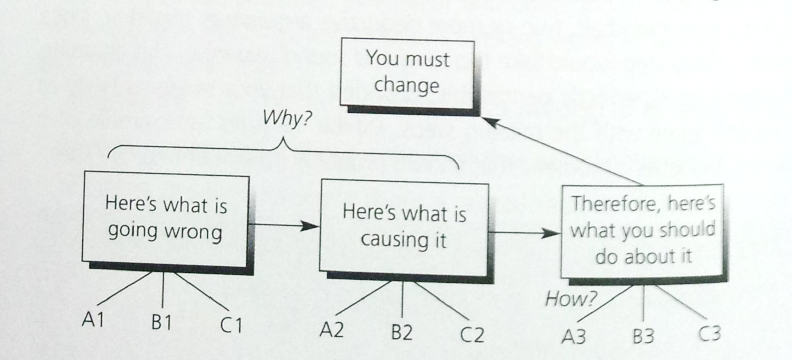 You must
change
Why?
Here's what is
going wrong
Here's what is
causing it
Therefore, here's
what you should
do about it
How?
A1 B1 C1
A2 B2 C2
A3 B3 C3